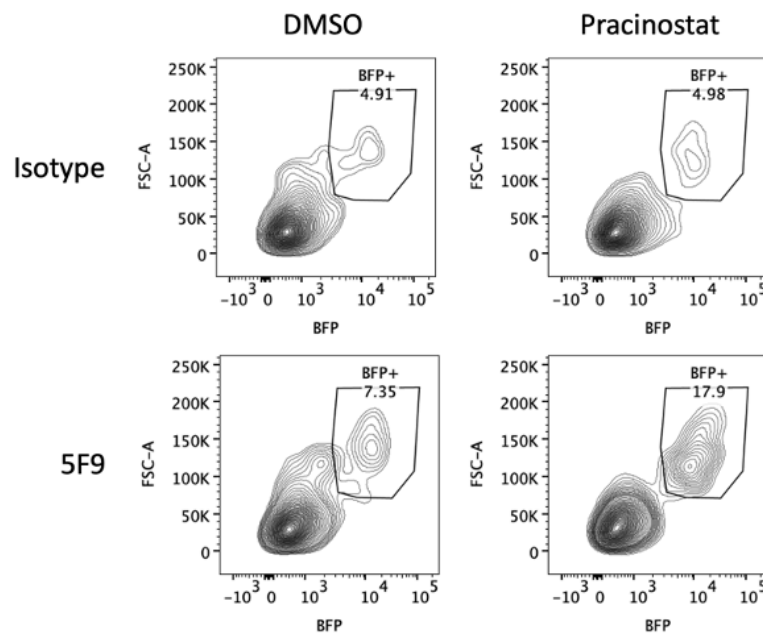 DMSO
Pracinostat
Isotype
5F9
FSC-A
250K
200K
150K
100K
50K
0
BFP+
4.91
-10³ 0 10³ 10⁴ 10⁵
BFP
FSC-A
250K
200K
150K
100K
50K
0
BFP+
4.98
-10³ 0 10³ 10⁴ 10⁵
BFP
FSC-A
250K
200K
150K
100K
50K
0
BFP+
7.35
-10³ 0 10³ 10⁴ 10⁵
BFP
FSC-A
250K
200K
150K
100K
50K
0
BFP+
17.9
-10³ 0 10³ 10⁴ 10⁵
BFP